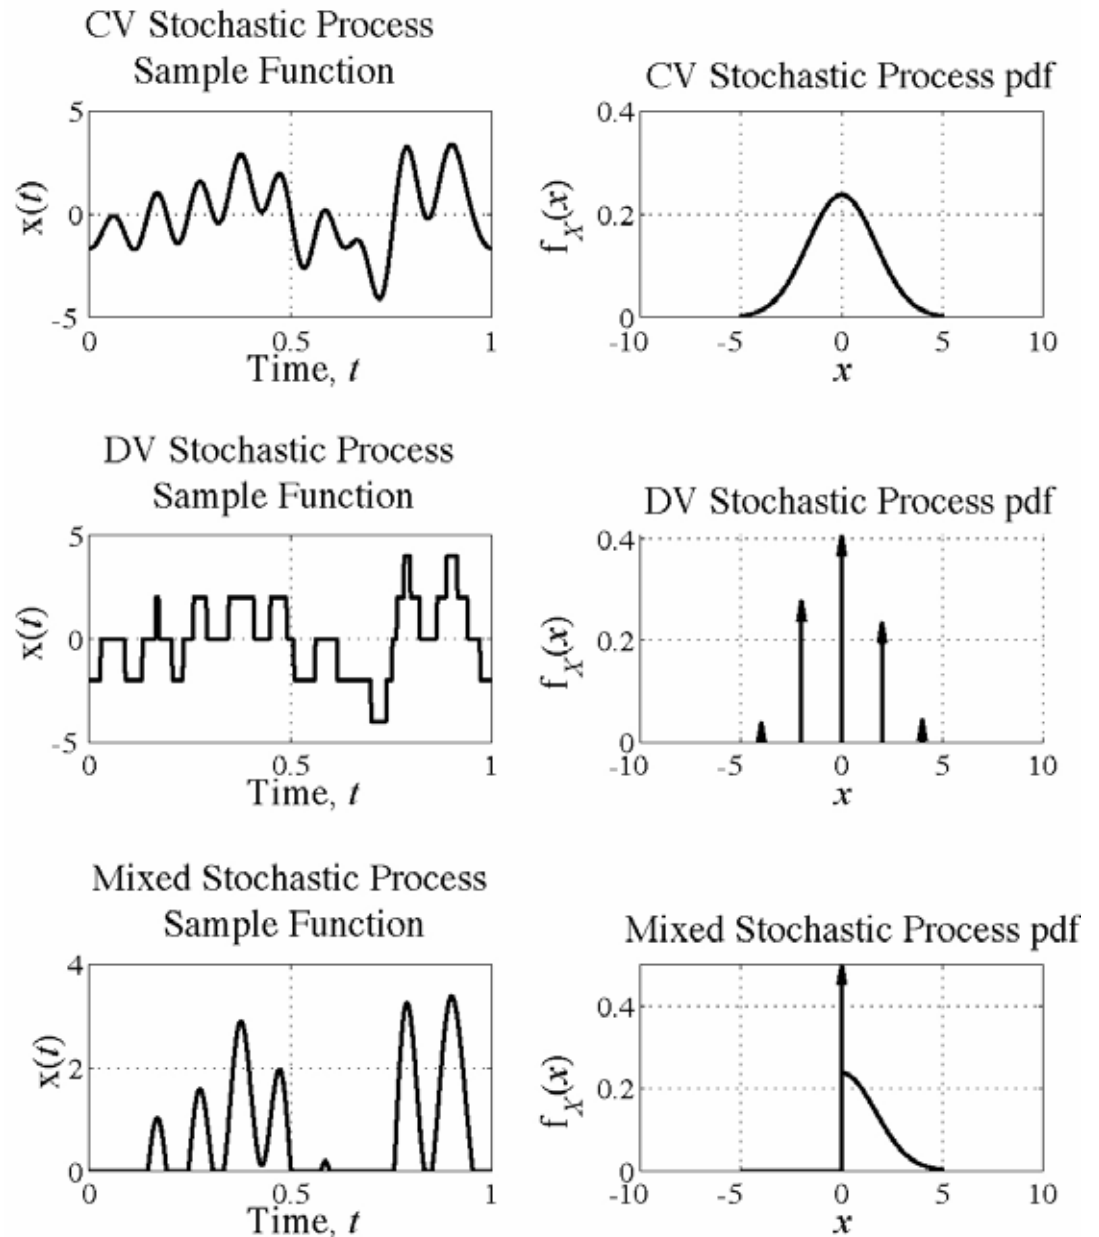 CV Stochastic Process
Sample Function
5
0
-5
x(t)
0
0.5
1
Time, t
CV Stochastic Process pdf
0.4
0.2
0
f_X(x)
-10
-5
0
5
10
x
DV Stochastic Process
Sample Function
5
0
-5
x(t)
0
0.5
1
Time, t
DV Stochastic Process pdf
0.4
0.2
0
f_X(x)
-10
-5
0
5
10
x
Mixed Stochastic Process
Sample Function
4
2
0
x(t)
0
0.5
1
Time, t
Mixed Stochastic Process pdf
0.4
0.2
0
f_X(x)
-10
-5
0
5
10
x